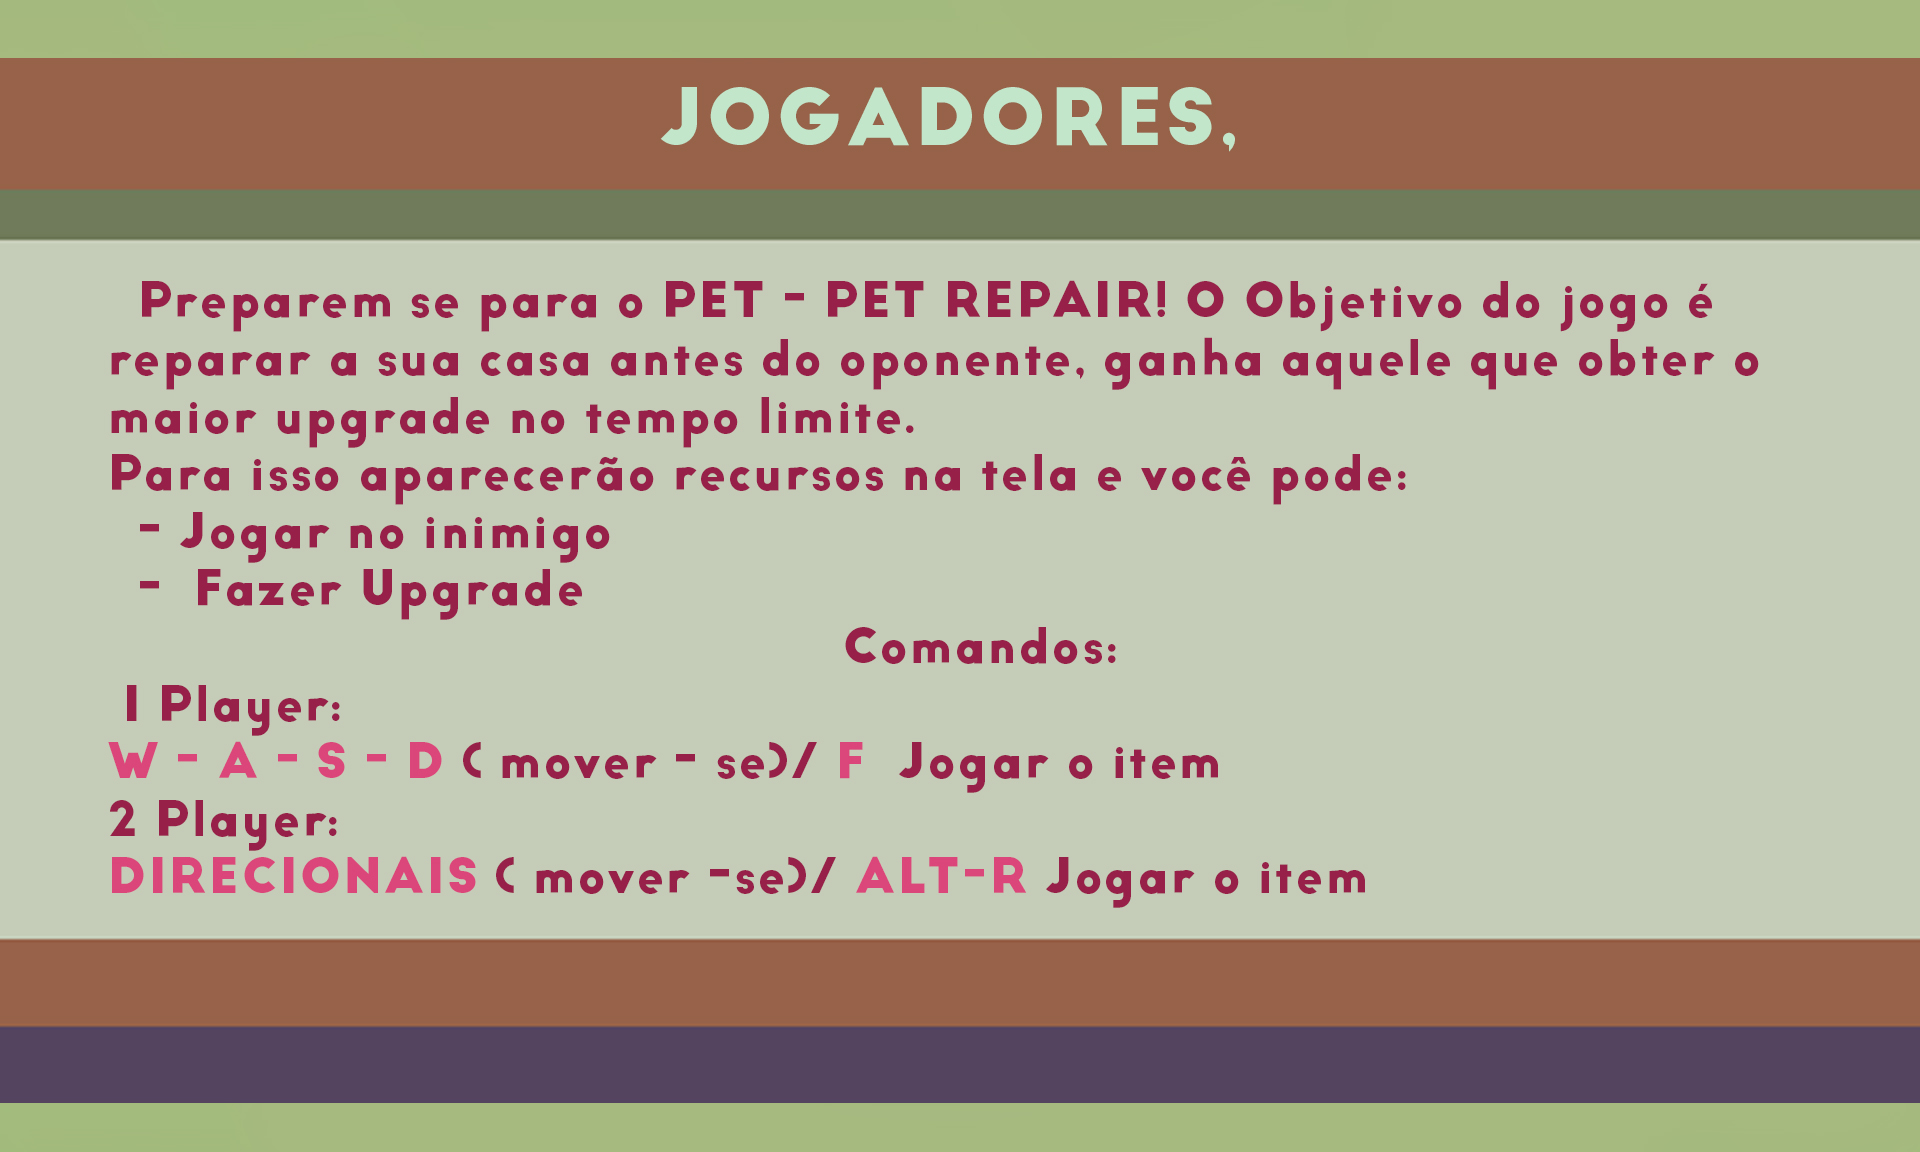 JOGADORES,
Preparem se para o PET - PET REPAIR! O Objetivo do jogo é
reparar a sua casa antes do oponente, ganha aquele que obter o
maior upgrade no tempo limite.
Para isso aparecerão recursos na tela e você pode:
- Jogar no inimigo
- Fazer Upgrade
Comandos:
1 Player:
W - A - S - D ( mover - se)/ F Jogar o item
2 Player:
DIRECIONAIS ( mover -se)/ ALT-R Jogar o item